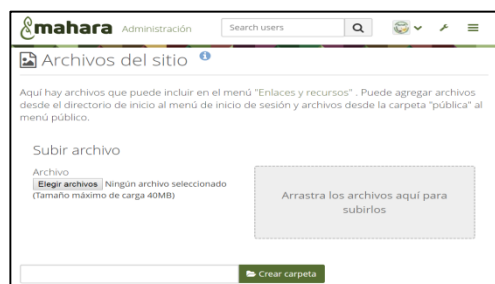 mahara Administración Search users
Archivos del sitio
Aquí hay archivos que puede incluir en el menú "Enlaces y recursos" . Puede agregar archivos
desde el directorio de inicio al menú de inicio de sesión y archivos desde la carpeta "pública" al
menú público.
Subir archivo
Archivo
Elegir archivos Ningún archivo seleccionado
(Tamaño máximo de carga 40MB)
Arrastra los archivos aquí para
subirlos
Crear carpeta